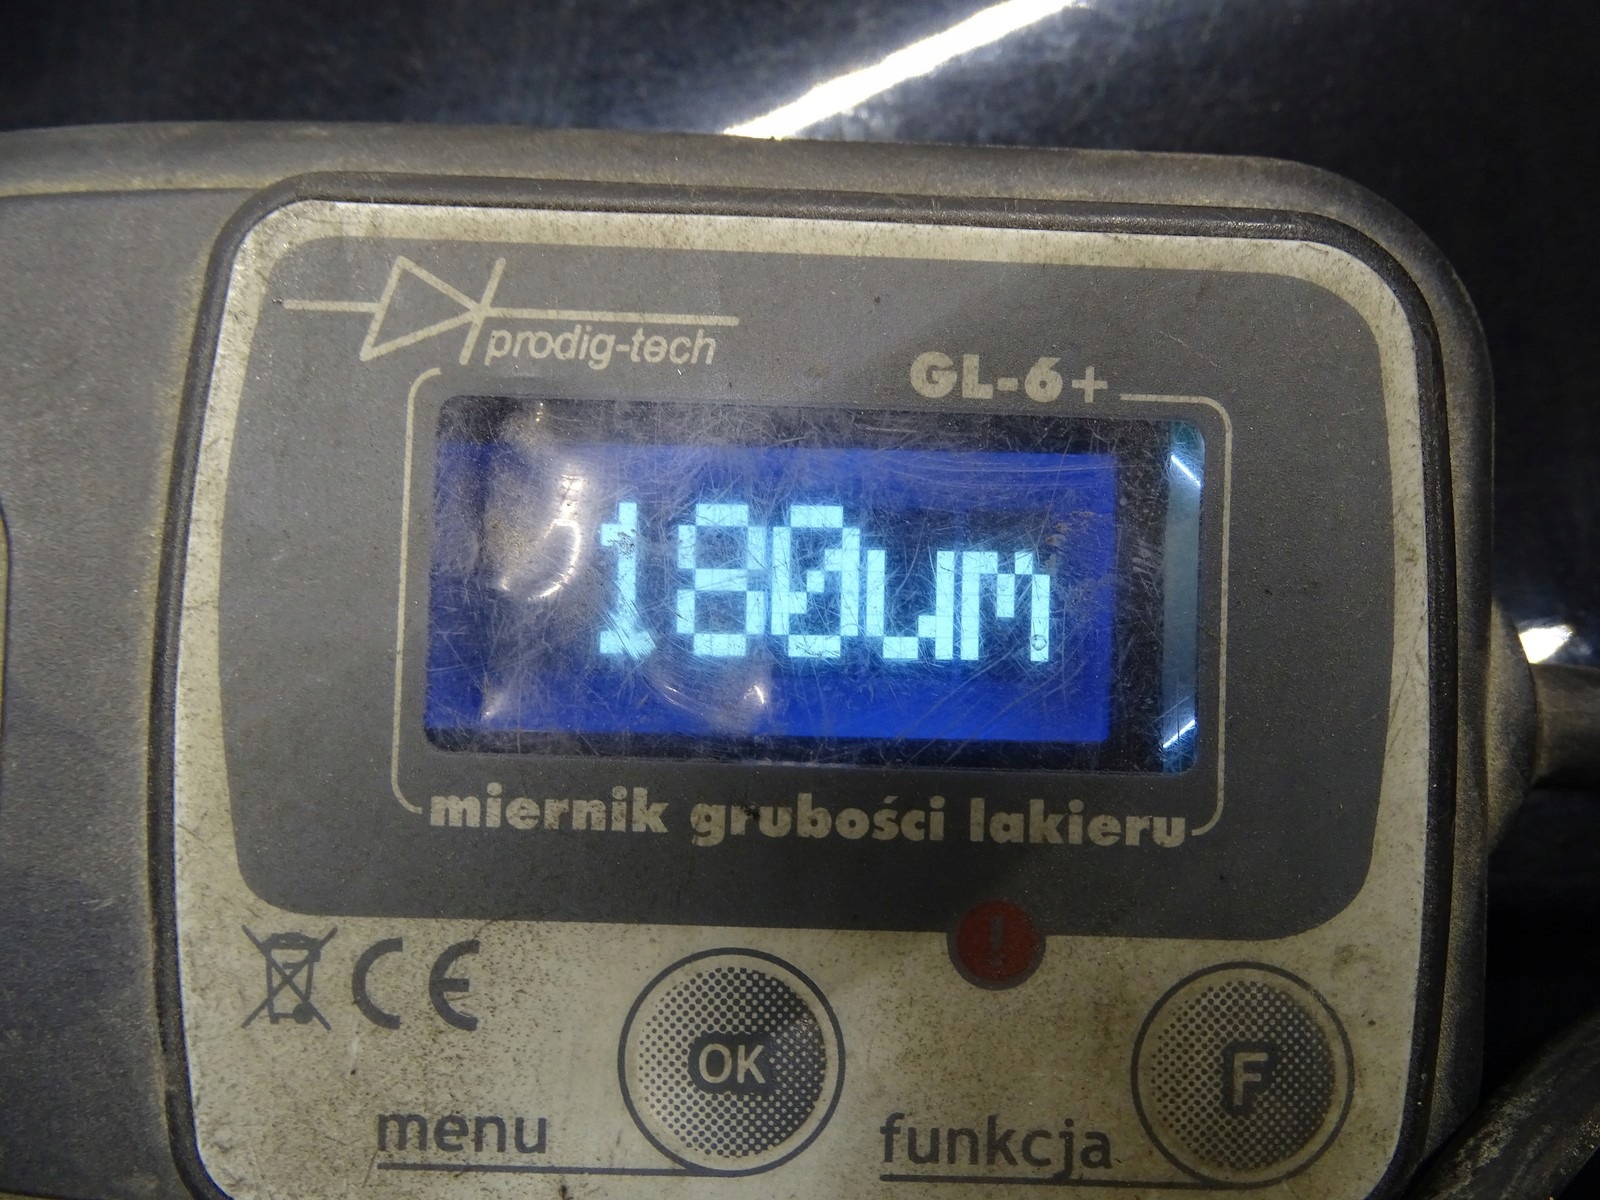 prodig-tech
GL-6+
180um
miernik grubości lakieru
CE
!
OK
F
menu
funkcja